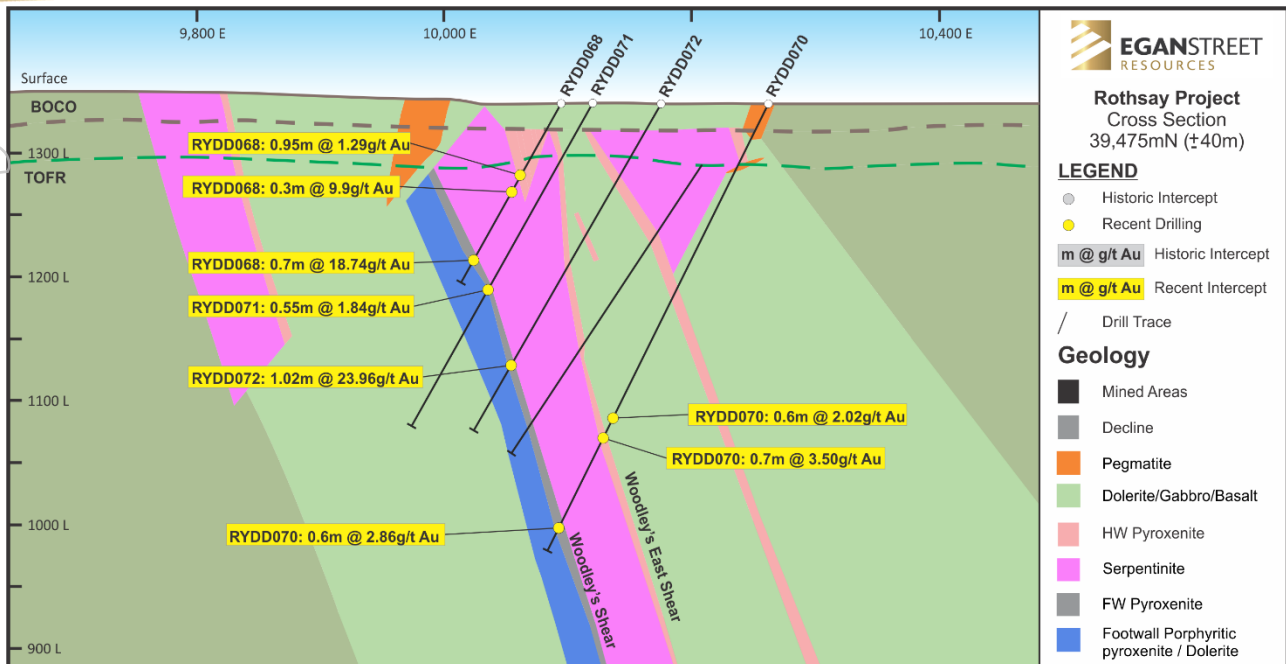 9,800 E
10,000 E
10,400 E
RYDD068
RYDD071
RYDD072
RYDD070
Surface
BOCO
1300 L
TOFR
1200 L
1100 L
1000 L
900 L
RYDD068: 0.95m @ 1.29g/t Au
RYDD068: 0.3m @ 9.9g/t Au
RYDD068: 0.7m @ 18.74g/t Au
RYDD071: 0.55m @ 1.84g/t Au
RYDD072: 1.02m @ 23.96g/t Au
RYDD070: 0.6m @ 2.02g/t Au
RYDD070: 0.7m @ 3.50g/t Au
RYDD070: 0.6m @ 2.86g/t Au
Woodley's Shear
Woodley's East Shear
EGANSTREET
RESOURCES
Rothsay Project
Cross Section
39,475mN (±40m)
LEGEND
Historic Intercept
Recent Drilling
m @ g/t Au Historic Intercept
m @ g/t Au Recent Intercept
Drill Trace
Geology
Mined Areas
Decline
Pegmatite
Dolerite/Gabbro/Basalt
HW Pyroxenite
Serpentinite
FW Pyroxenite
Footwall Porphyritic
pyroxenite / Dolerite